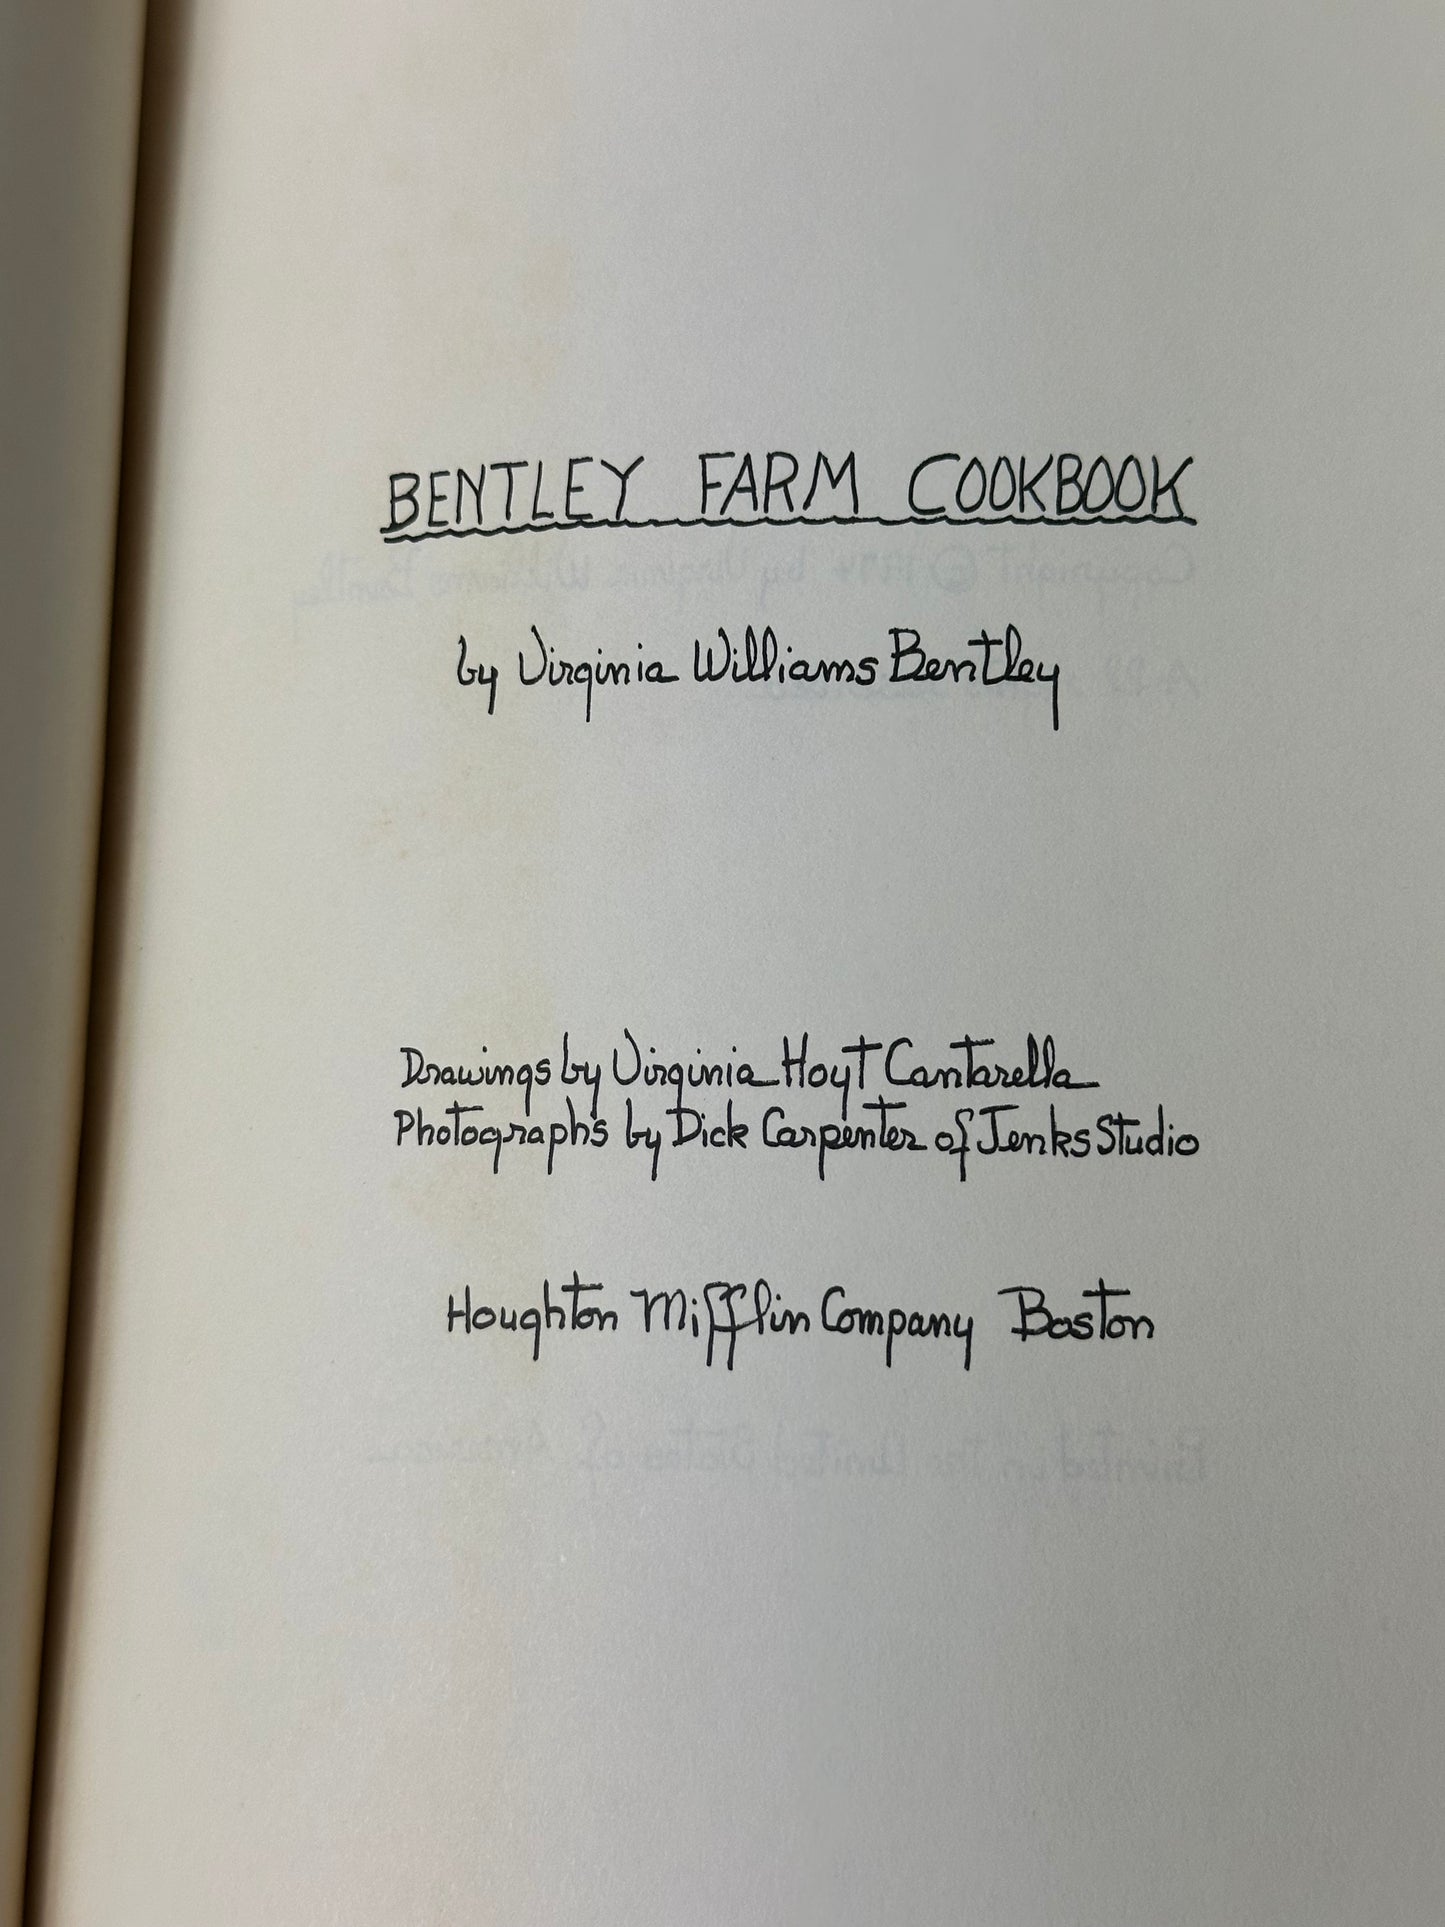 BENTLEY FARM COOKBOOK
by Virginia Williams Bentley
Drawings by Virginia Hoyt Cantarella
Photographs by Dick Carpenter of Jenks Studio
Houghton Mifflin Company Boston